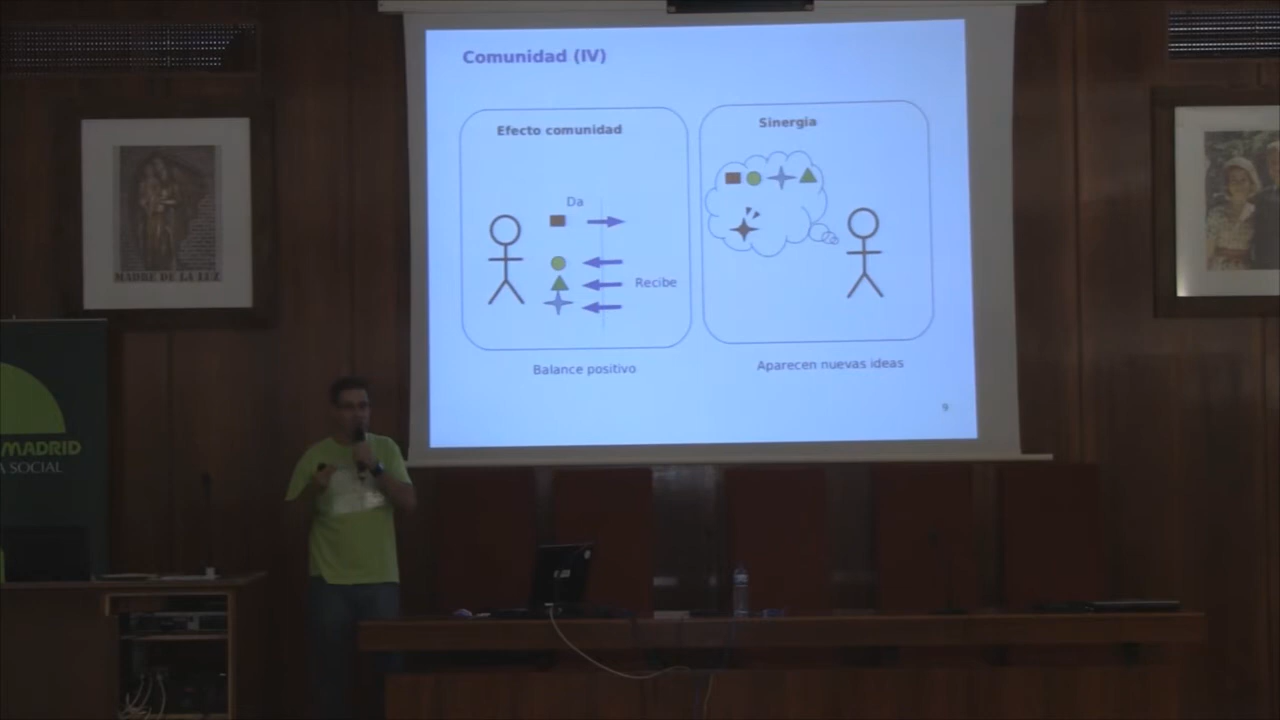 Comunidad (IV)
Efecto comunidad
Da
Recibe
Balance positivo
Sinergia
Aparecen nuevas ideas
9
MADRE DE LA LUZ
MADRID
A SOCIAL